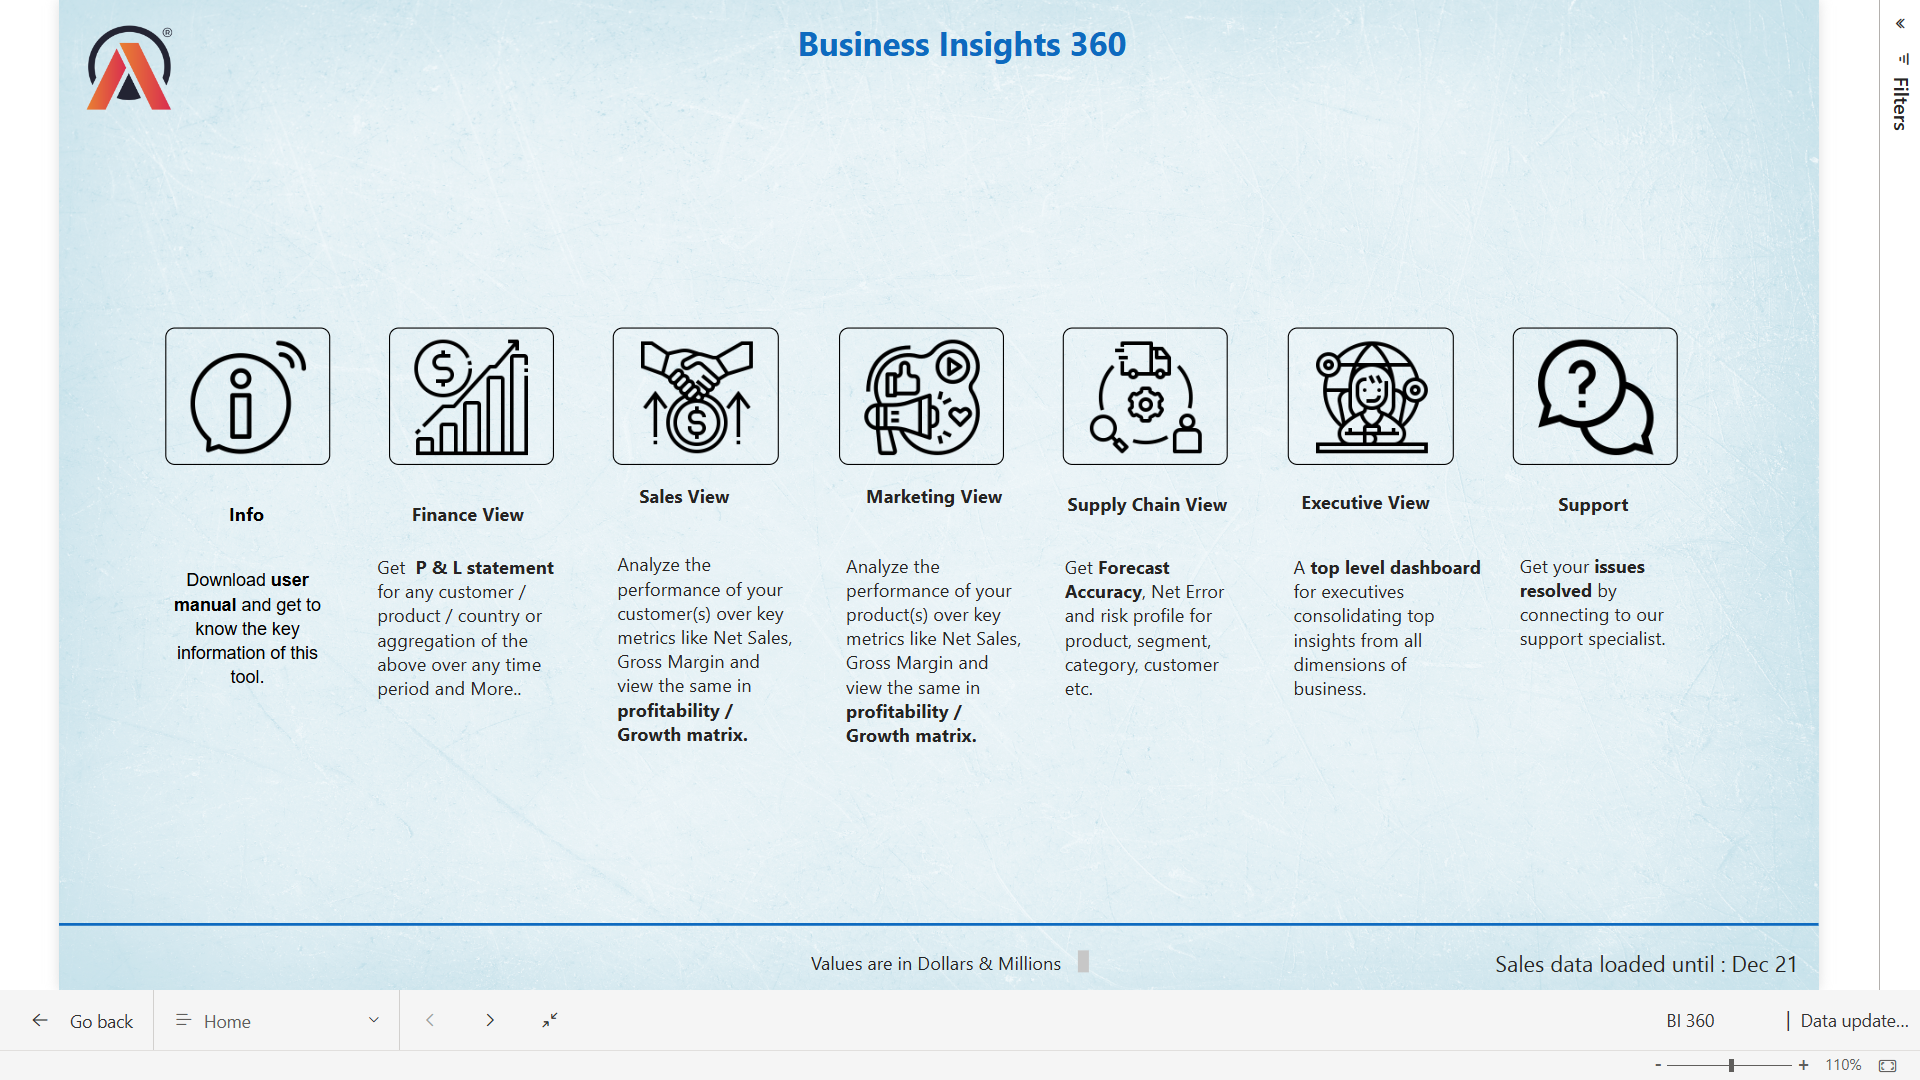 Business Insights 360
®
Filters
Info
Download user
manual and get to
know the key
information of this
tool.
Finance View
Get P & L statement
for any customer /
product / country or
aggregation of the
above over any time
period and More..
Sales View
Analyze the
performance of your
customer(s) over key
metrics like Net Sales,
Gross Margin and
view the same in
profitability /
Growth matrix.
Marketing View
Analyze the
performance of your
product(s) over key
metrics like Net Sales,
Gross Margin and
view the same in
profitability /
Growth matrix.
Supply Chain View
Get Forecast
Accuracy, Net Error
and risk profile for
product, segment,
category, customer
etc.
Executive View
A top level dashboard
for executives
consolidating top
insights from all
dimensions of
business.
Support
Get your issues
resolved by
connecting to our
support specialist.
Values are in Dollars & Millions
Sales data loaded until : Dec 21
Go back
Home
BI 360
| Data update...
- + 110%